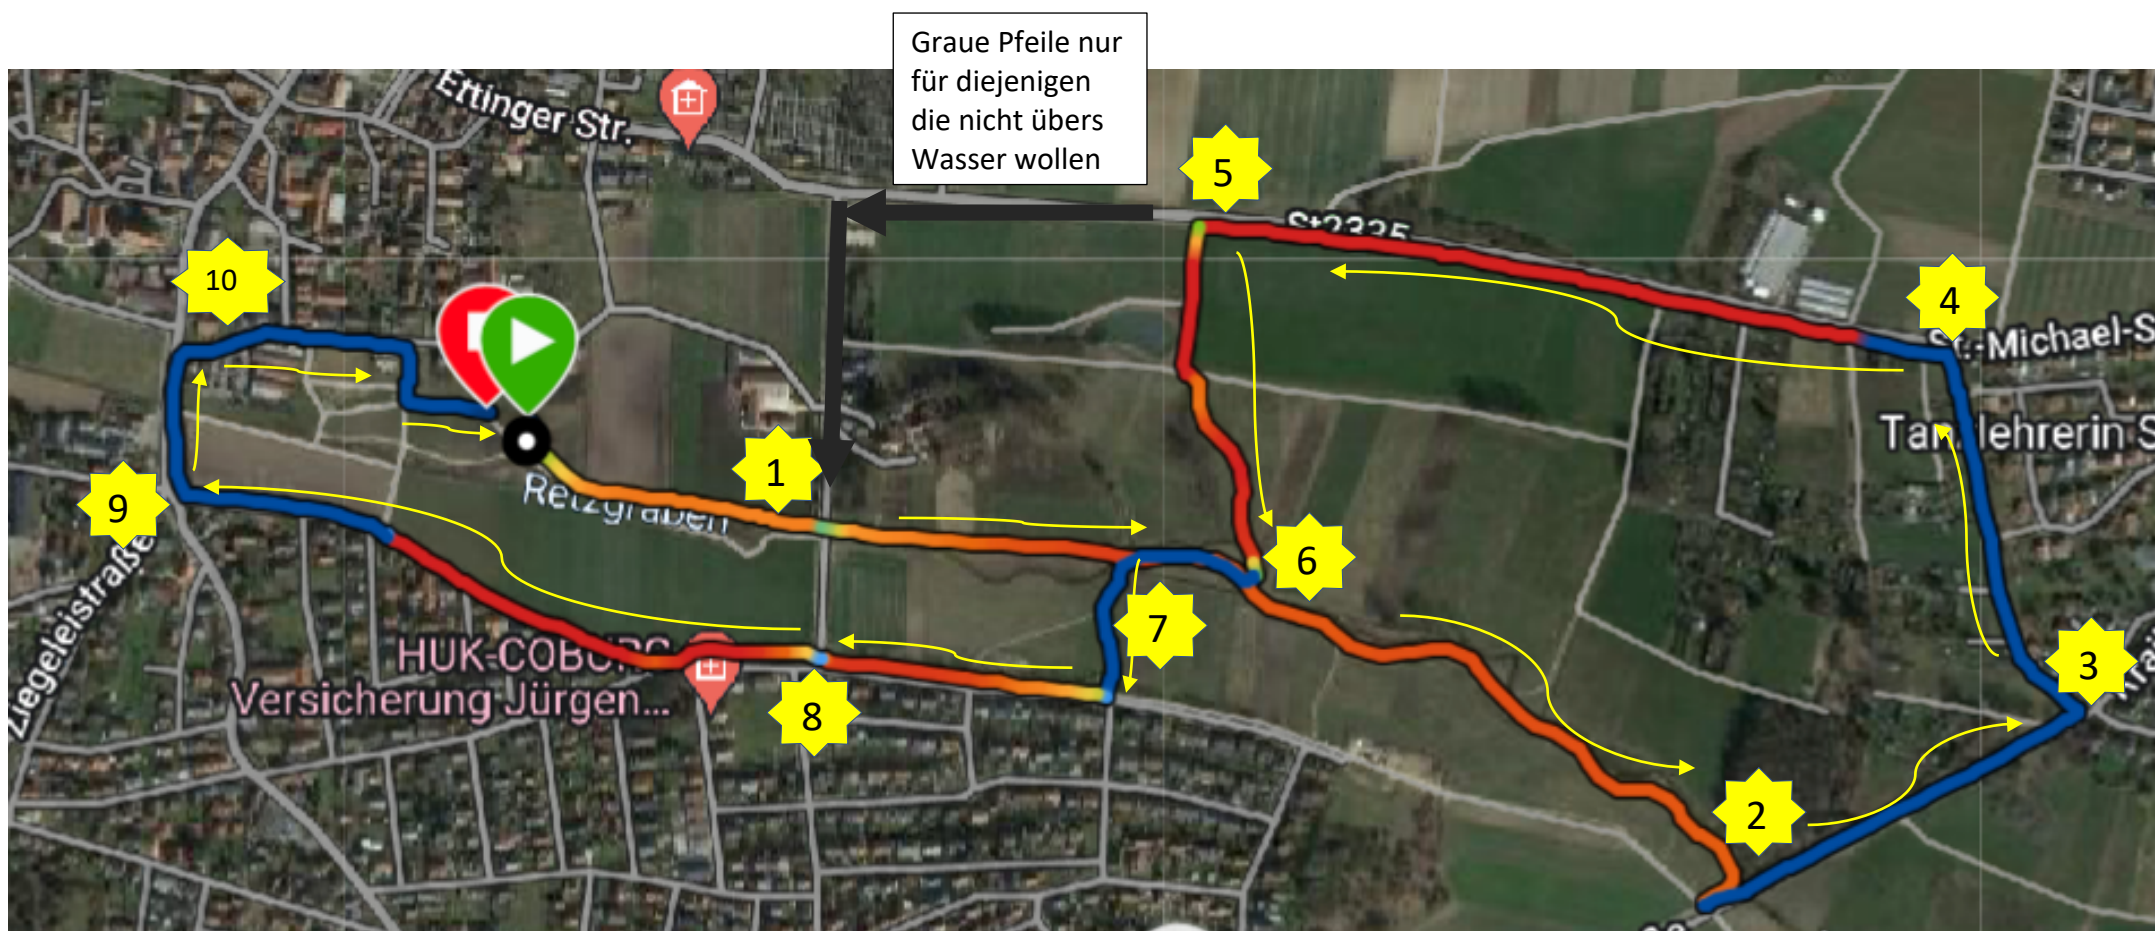 Graue Pfeile nur
für diejenigen
die nicht übers
Wasser wollen
Ettinger Str.
5
St2335
10
4
St.-Michael-S
Tanzlehrerin S
1
9
Retzgraben
6
7
Ziegeleistraße
HUK-COBURG
Versicherung Jürgen...
3
8
2